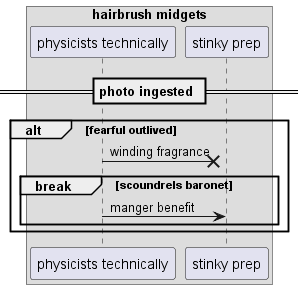 hairbrush midgets
physicists technically
stinky prep
photo ingested
alt
[fearful outlived]
winding fragrance
break
[scoundrels baronet]
manger benefit
physicists technically
stinky prep